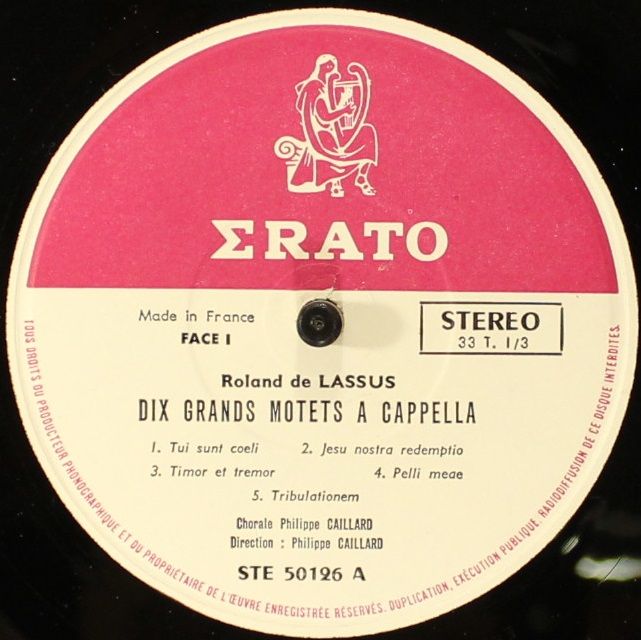 ΣRATO
Made in France
FACE I
STEREO
33 T. 1/3
Roland de LASSUS
DIX GRANDS MOTETS A CAPPELLA
1. Tui sunt coeli 2. Jesu nostra redemptio
3. Timor et tremor 4. Pelli meae
5. Tribulationem
Chorale Philippe CAILLARD
Direction : Philippe CAILLARD
STE 50126 A
TOUS DROITS DU PRODUCTEUR PHONOGRAPHIQUE ET DU PROPRIÉTAIRE DE L'ŒUVRE ENREGISTRÉE RÉSERVÉS. DUPLICATION, EXÉCUTION PUBLIQUE, RADIODIFFUSION DE CE DISQUE INTERDITES.